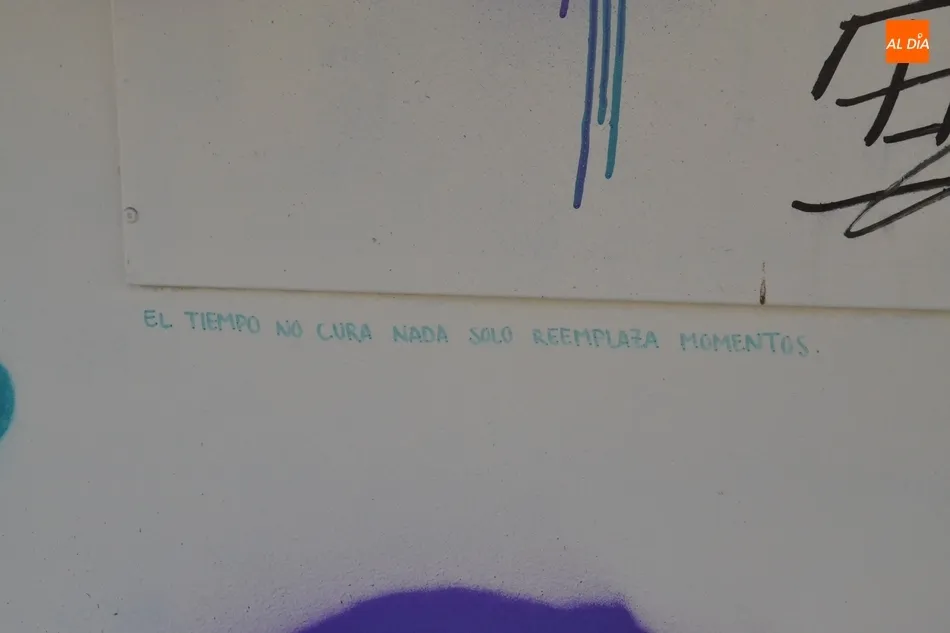 AL DÍA
EL TIEMPO NO CURA NADA SOLO REEMPLAZA MOMENTOS.